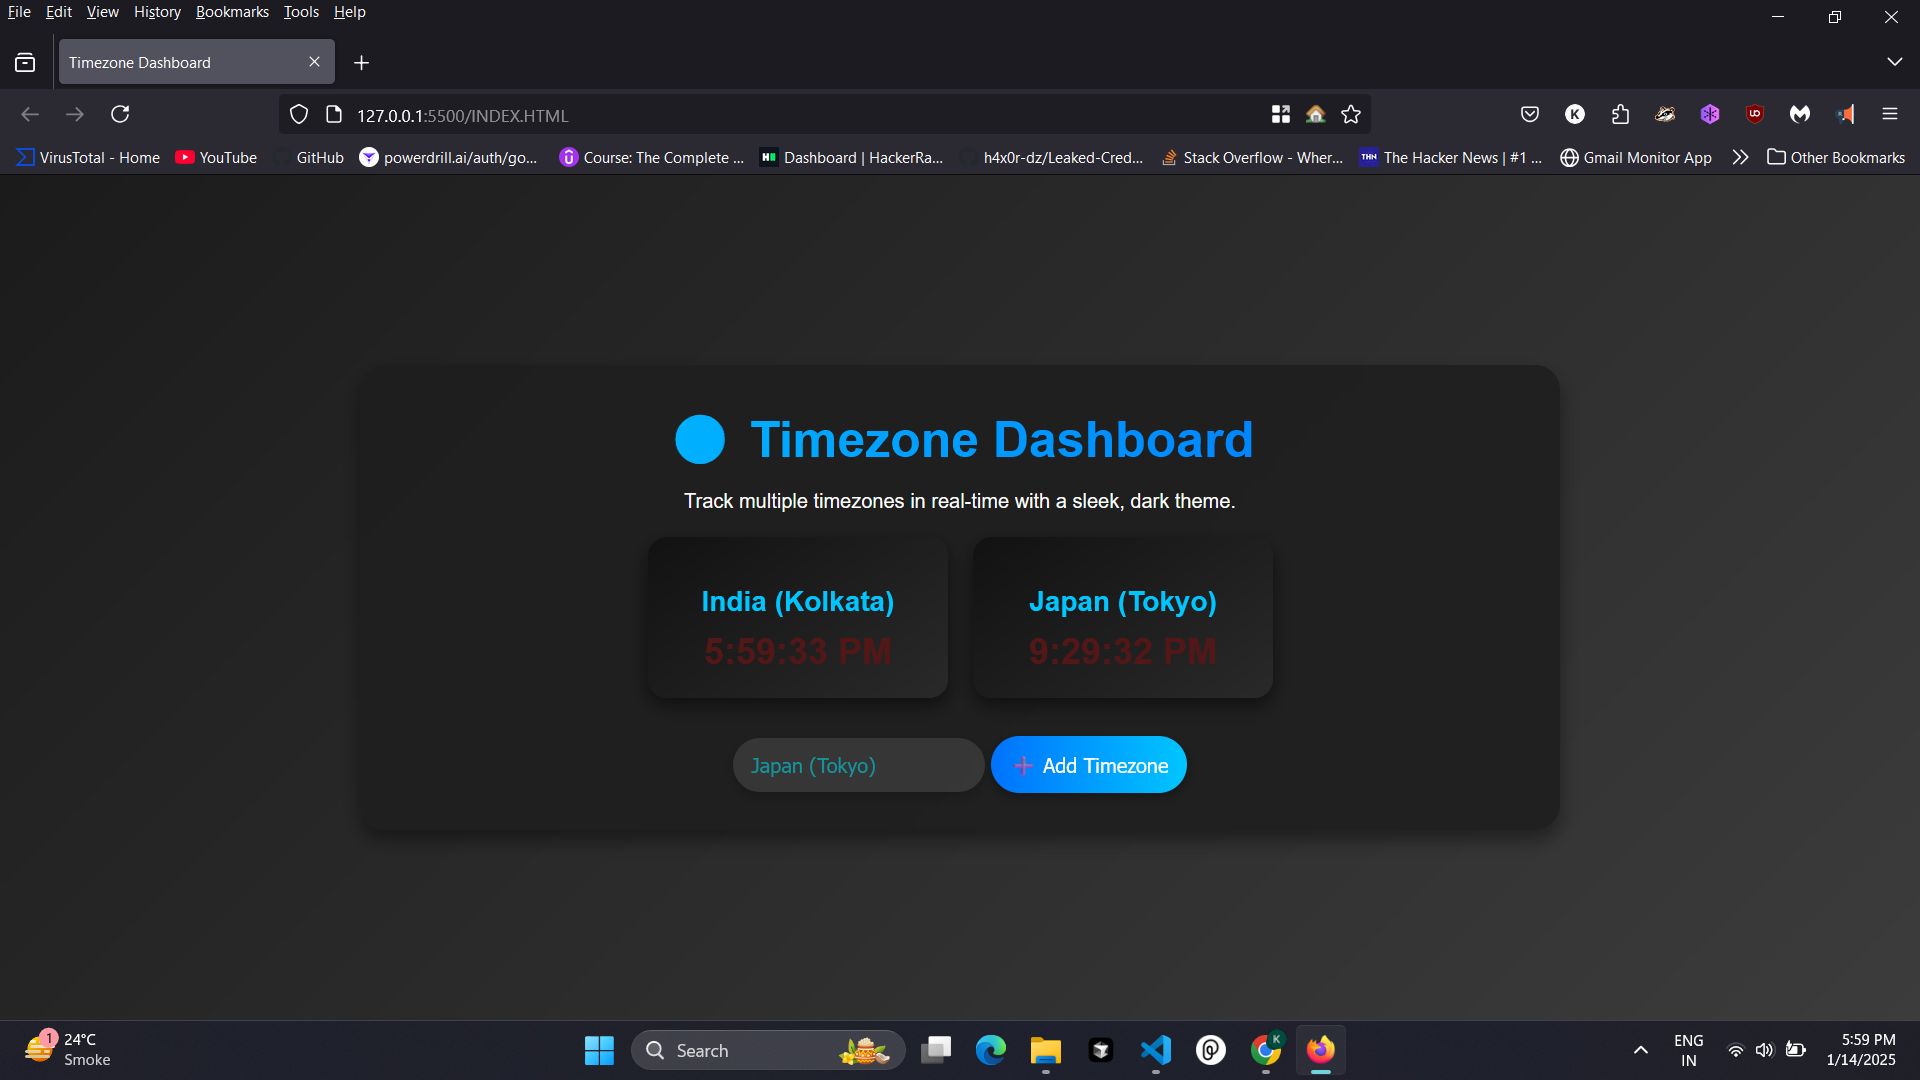 File Edit View History Bookmarks Tools Help
Timezone Dashboard
127.0.0.1:5500/INDEX.HTML
VirusTotal - Home YouTube GitHub powerdrill.ai/auth/go... Course: The Complete ... Dashboard | HackerRa... h4x0r-dz/Leaked-Cred... Stack Overflow - Wher... The Hacker News | #1 ... Gmail Monitor App Other Bookmarks
Timezone Dashboard
Track multiple timezones in real-time with a sleek, dark theme.
India (Kolkata)
5:59:33 PM
Japan (Tokyo)
9:29:32 PM
Japan (Tokyo)
Add Timezone
1
24°C
Smoke
Search
K
ENG
IN
5:59 PM
1/14/2025